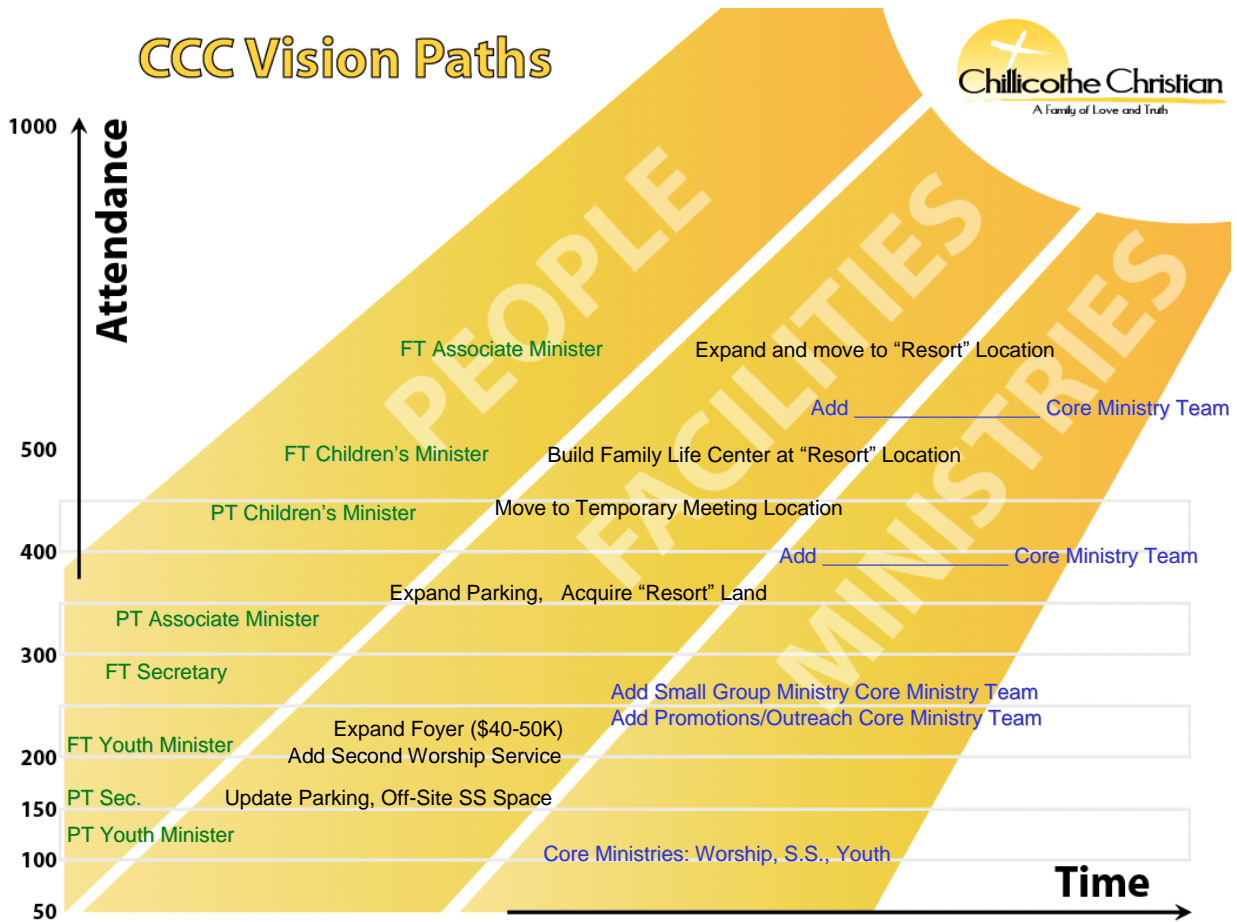 CCC Vision Paths
Chillicothe Christian
A Family of Love and Truth
1000
Attendance
PEOPLE
FACILITIES
MINISTRIES
FT Associate Minister
Expand and move to “Resort” Location
Add _________________ Core Ministry Team
500
FT Children’s Minister
Build Family Life Center at “Resort” Location
PT Children’s Minister
Move to Temporary Meeting Location
400
Add _________________ Core Ministry Team
Expand Parking, Acquire “Resort” Land
PT Associate Minister
300
FT Secretary
Add Small Group Ministry Core Ministry Team
Add Promotions/Outreach Core Ministry Team
Expand Foyer ($40-50K)
FT Youth Minister
200
Add Second Worship Service
PT Sec.
Update Parking, Off-Site SS Space
150
PT Youth Minister
100
Core Ministries: Worship, S.S., Youth
Time
50